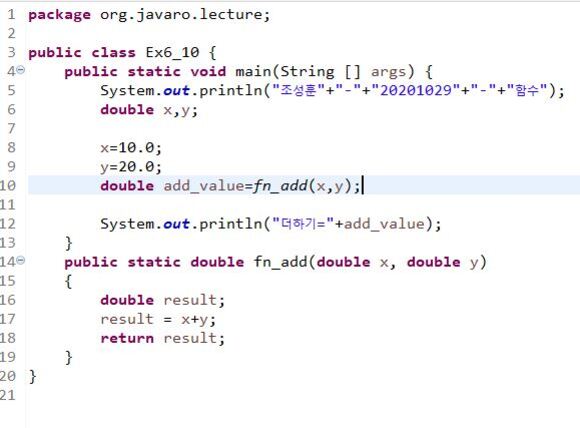 1 package org.javaro.lecture;
2
3 public class Ex6_10 {
4 public static void main(String [] args) {
5 System.out.println("조성훈"+"-"+"20201029"+"-"+"함수");
6 double x,y;
7
8 x=10.0;
9 y=20.0;
10 double add_value=fn_add(x,y);
11
12 System.out.println("더하기="+add_value);
13 }
14 public static double fn_add(double x, double y)
15 {
16 double result;
17 result = x+y;
18 return result;
19 }
20 }
21